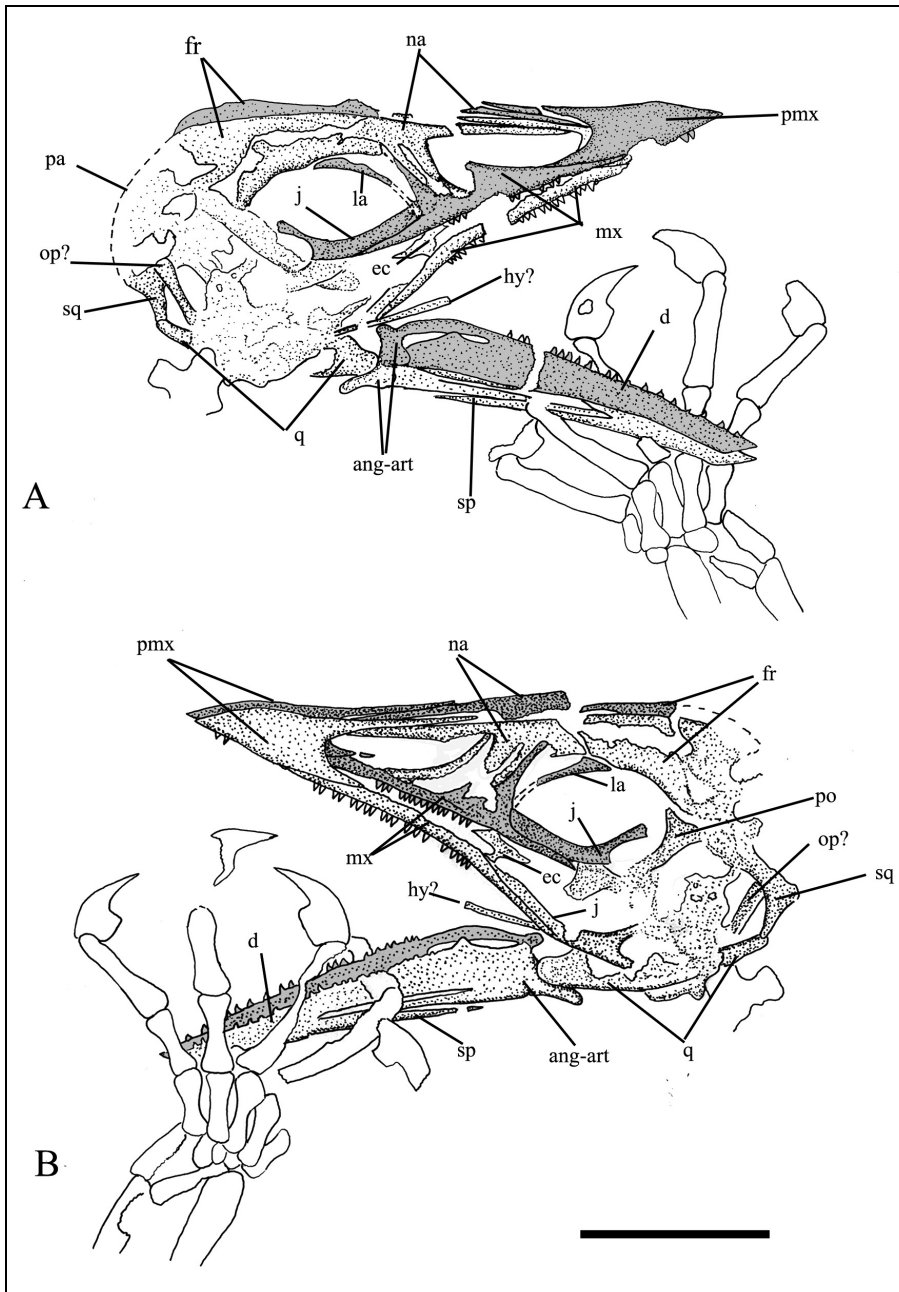 fr
na
pmx
pa
j
la
mx
op?
ec
hy?
sq
d
q
ang-art
sp
A
pmx
na
fr
la
po
j
op?
mx
ec
sq
hy?
j
d
sp
ang-art
q
B